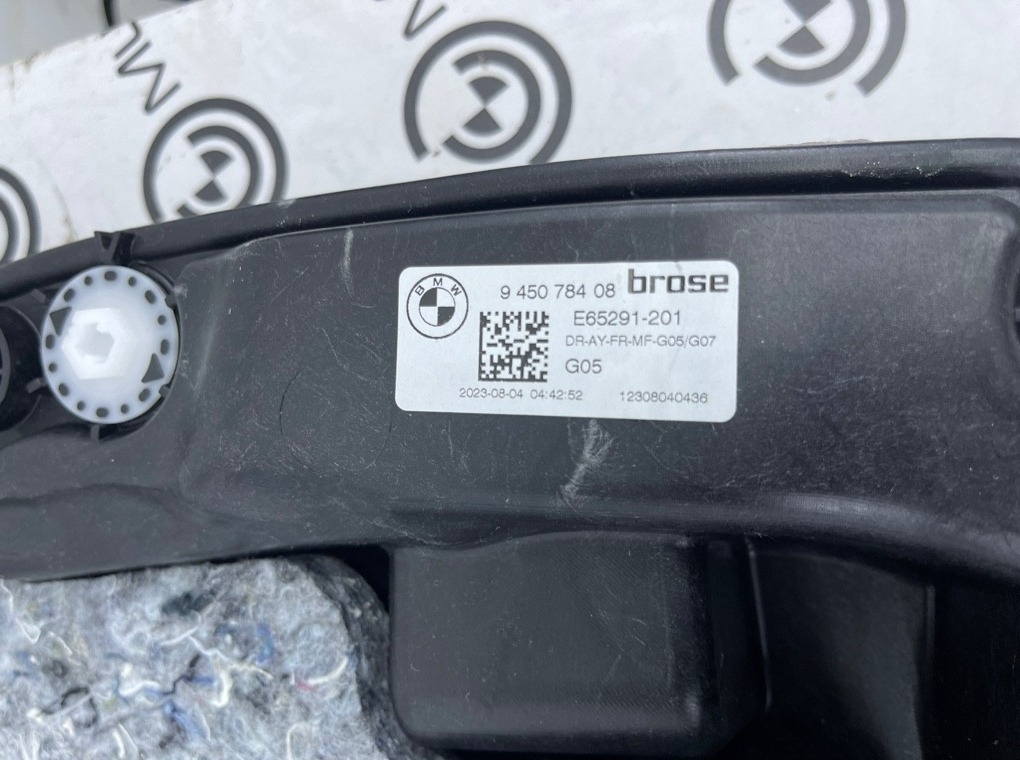 BMW
9 450 784 08 brose
E65291-201
DR-AY-FR-MF-G05/G07
G05
2023-08-04 04:42:52 12308040436